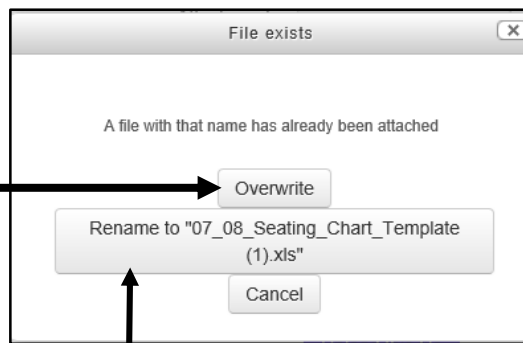 File exists
A file with that name has already been attached
Overwrite
Rename to "07_08_Seating_Chart_Template
(1).xls"
Cancel